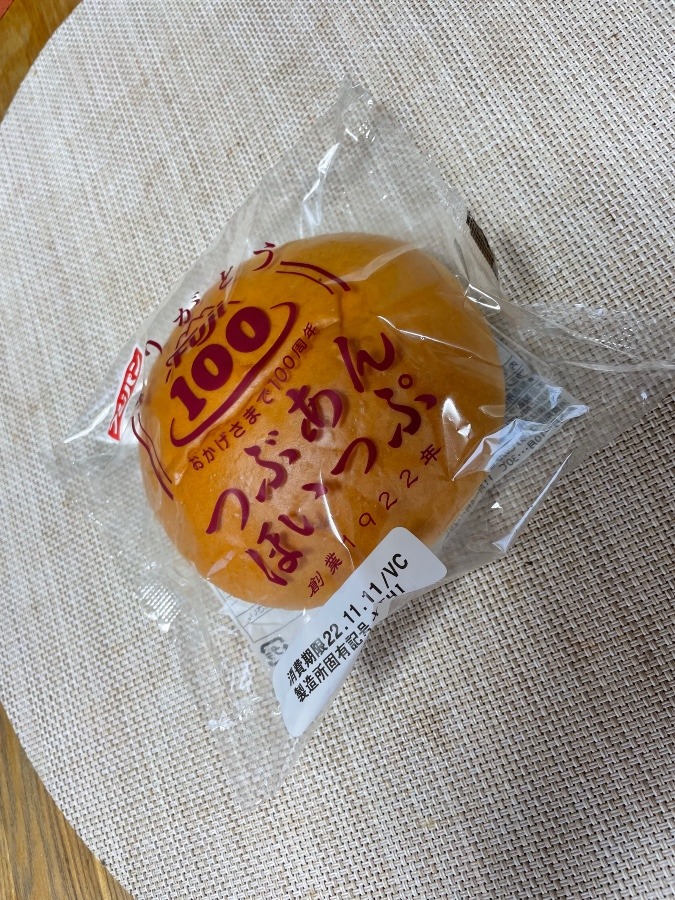 りがとう
フジパン
FUJI
100
おかげさまで100周年
つぶあん
ほいっぷ
創業1922年
消費期限22.11.11/VC
製造所固有記号